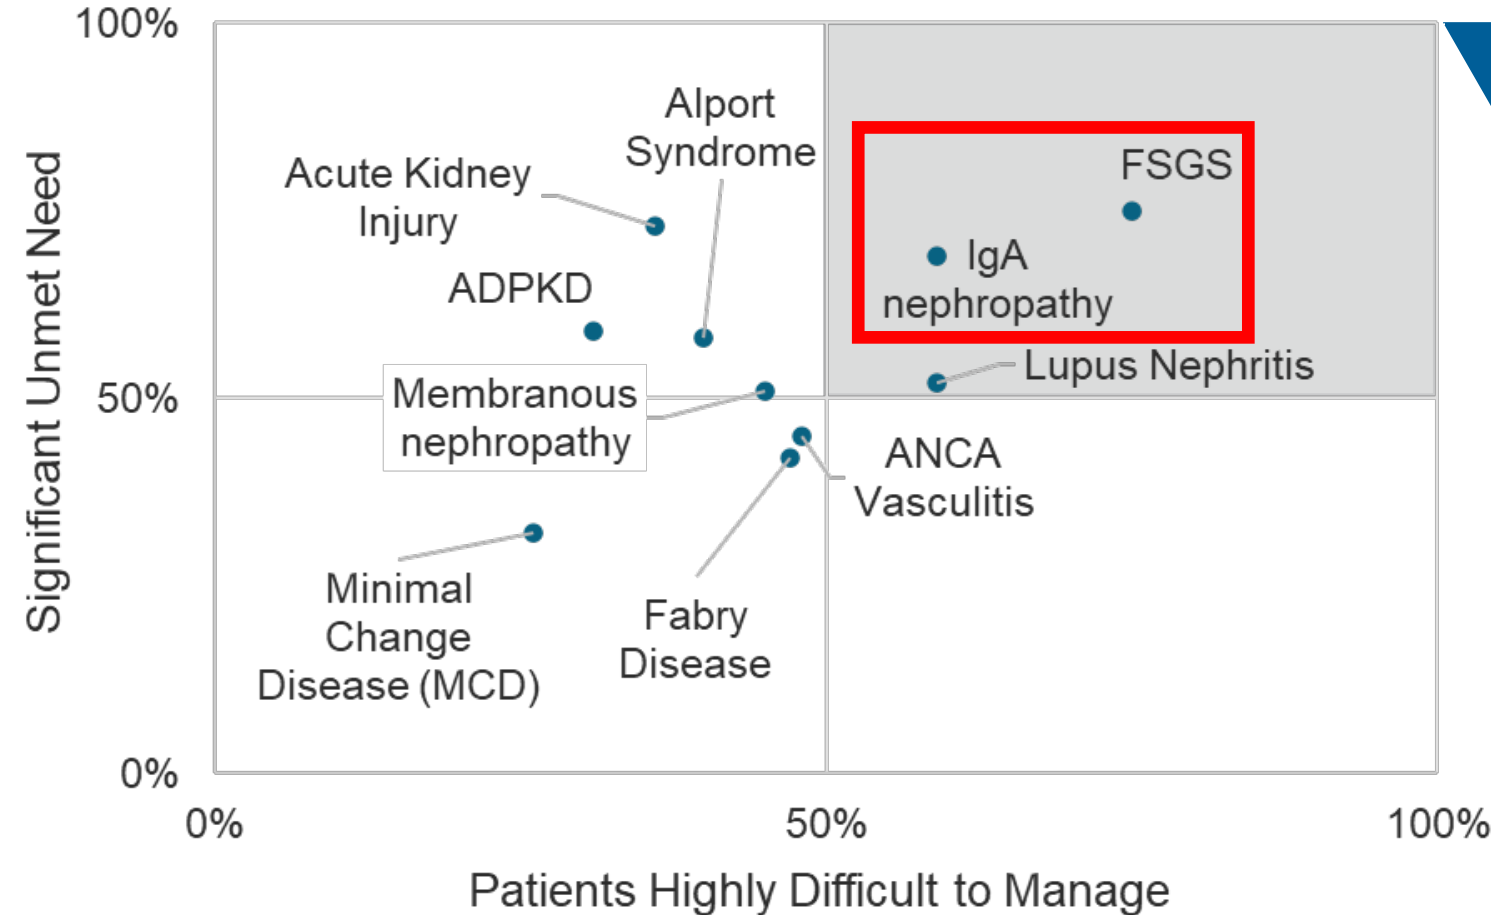 100%
Alport
Syndrome
Acute Kidney
Injury
FSGS
IgA
nephropathy
ADPKD
Lupus Nephritis
Membranous
nephropathy
50%
ANCA
Vasculitis
Minimal
Change
Disease (MCD)
Fabry
Disease
Significant Unmet Need
0%
0%
50%
100%
Patients Highly Difficult to Manage